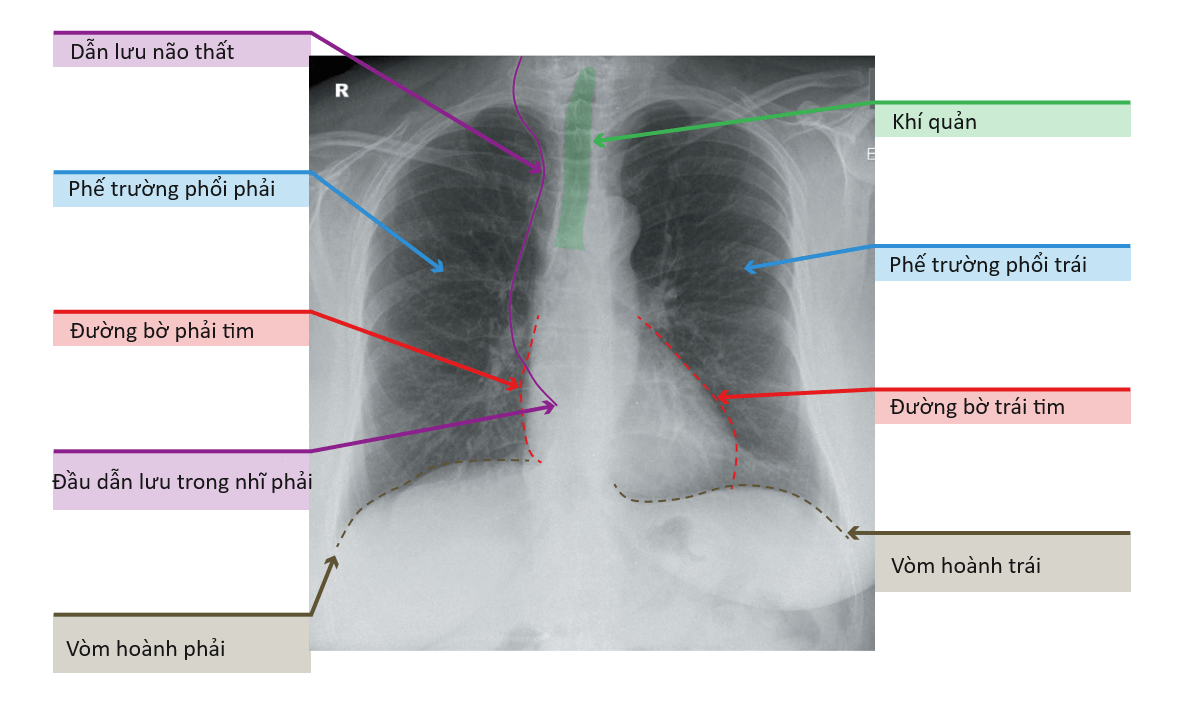 Dẫn lưu não thất
R
Khí quản
E
Phế trường phổi phải
Phế trường phổi trái
Đường bờ phải tim
Đường bờ trái tim
Đầu dẫn lưu trong nhĩ phải
Vòm hoành trái
Vòm hoành phải